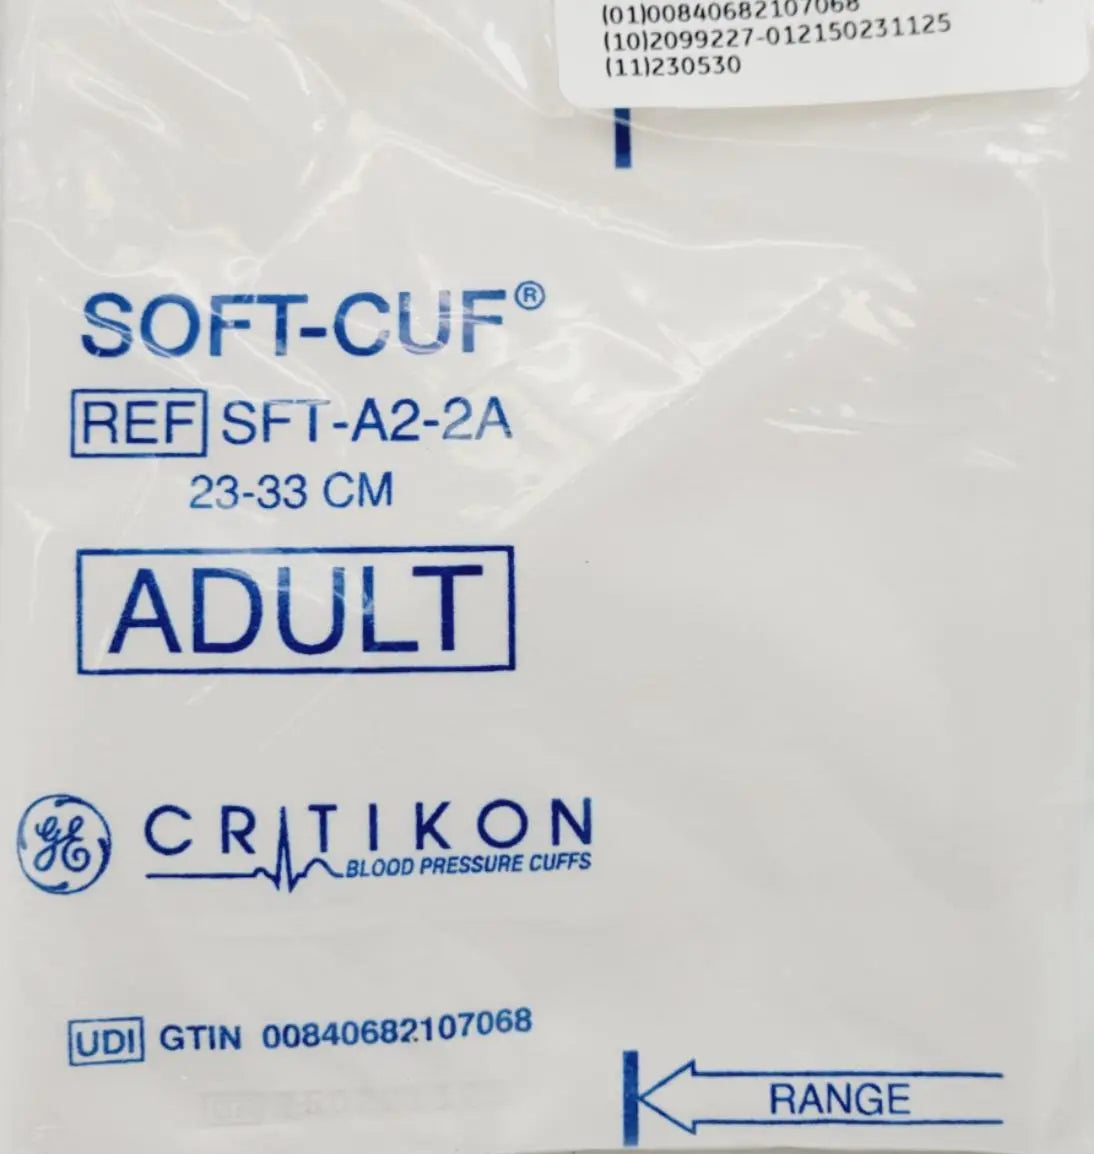 (01)00840682107068
(10)2099227-012150231125
(11)230530
SOFT-CUF®
REF SFT-A2-2A
23-33 CM
ADULT
GE CRITIKON
BLOOD PRESSURE CUFFS
UDI GTIN 00840682107068
RANGE